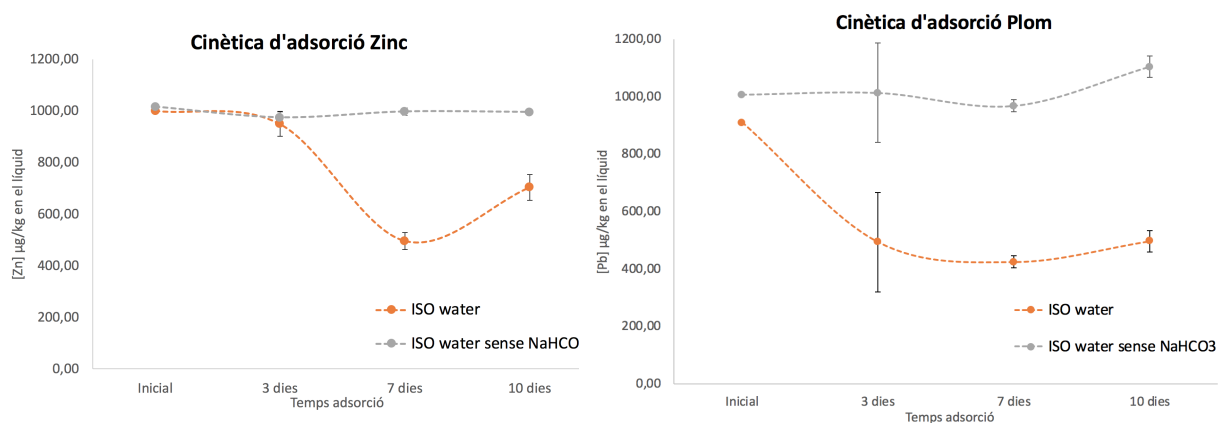 Cinètica d'adsorció Zinc
1200,00
1000,00
800,00
600,00
400,00
200,00
0,00
[Zn] µg/kg en el líquid
Inicial
3 dies
7 dies
10 dies
Temps adsorció
ISO water
ISO water sense NaHCO
Cinètica d'adsorció Plom
1200,00
1000,00
800,00
600,00
400,00
200,00
0,00
[Pb] µg/kg en el líquid
Inicial
3 dies
7 dies
10 dies
Temps adsorció
ISO water
ISO water sense NaHCO3